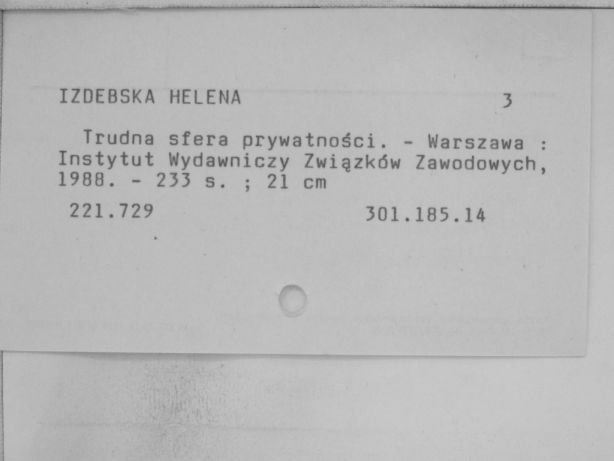 IZDEBSKA HELENA 3
Trudna sfera prywatności. - Warszawa :
Instytut Wydawniczy Związków Zawodowych,
1988. - 233 s. ; 21 cm
221.729 301.185.14